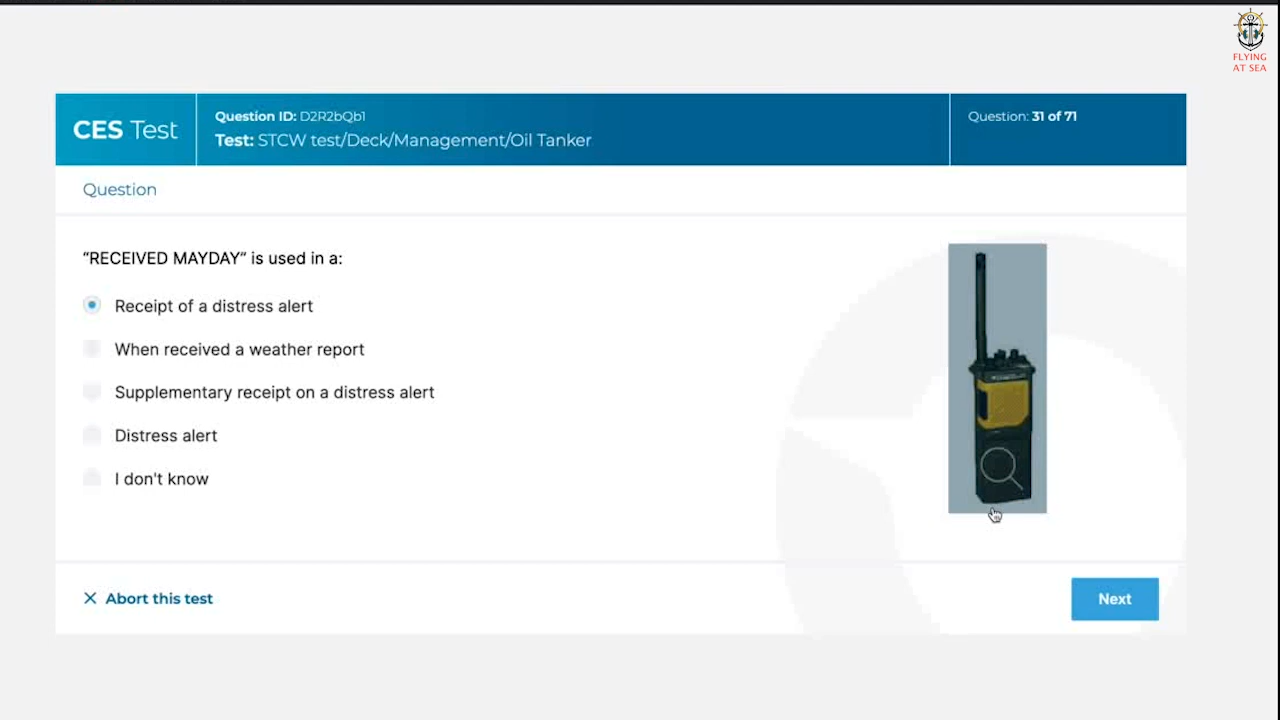 FLYING
AT SEA
CES Test
Question ID: D2R2bQb1
Test: STCW test/Deck/Management/Oil Tanker
Question: 31 of 71
Question
“RECEIVED MAYDAY” is used in a:
Receipt of a distress alert
When received a weather report
Supplementary receipt on a distress alert
Distress alert
I don't know
X Abort this test
Next